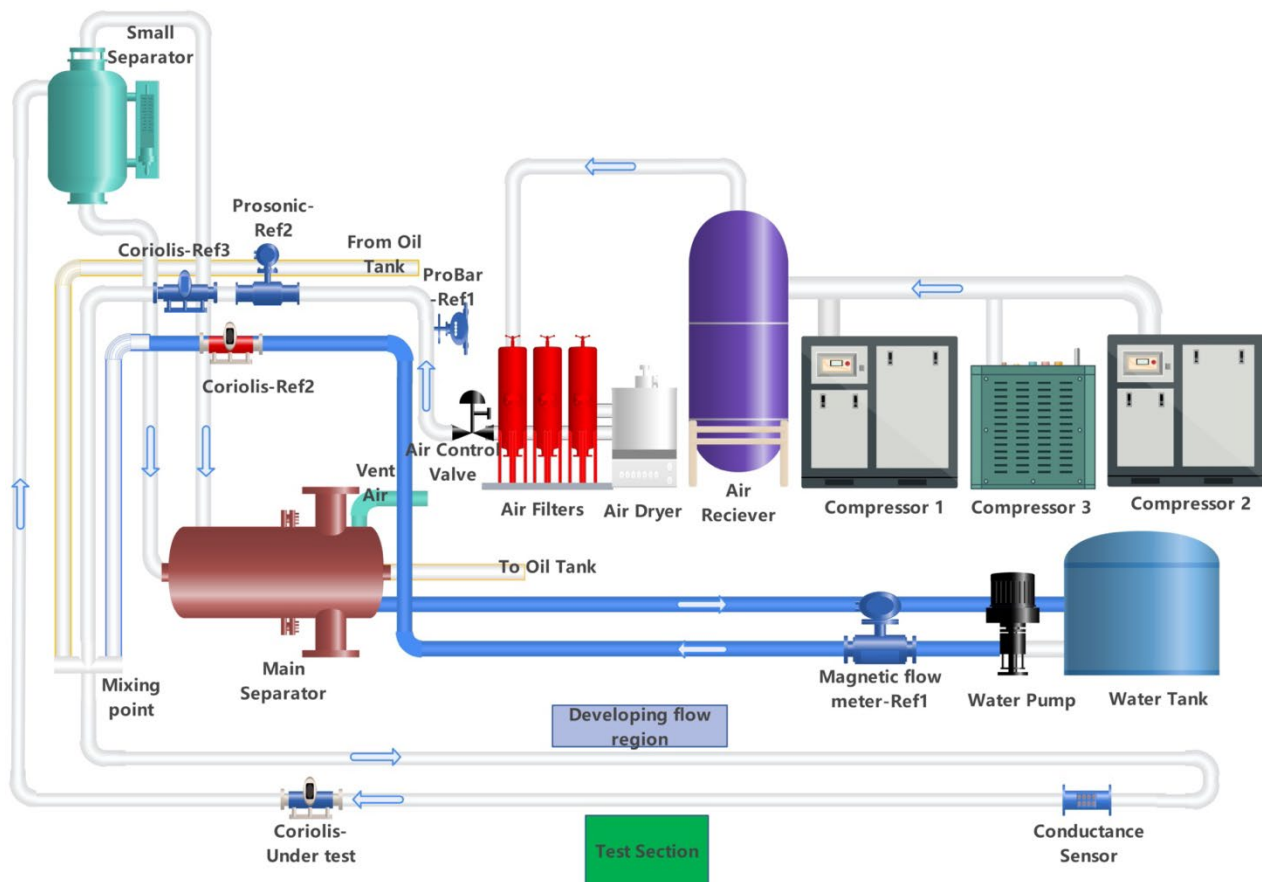 Small
Separator
Prosonic-
Ref2
Coriolis-Ref3
From Oil
Tank
ProBar
-Ref1
Coriolis-Ref2
Air Control
Valve
Vent
Air
Air Filters
Air Dryer
Air
Reciever
Compressor 1
Compressor 3
Compressor 2
To Oil Tank
Main
Separator
Mixing
point
Magnetic flow
meter-Ref1
Water Pump
Water Tank
Developing flow
region
Coriolis-
Under test
Test Section
Conductance
Sensor